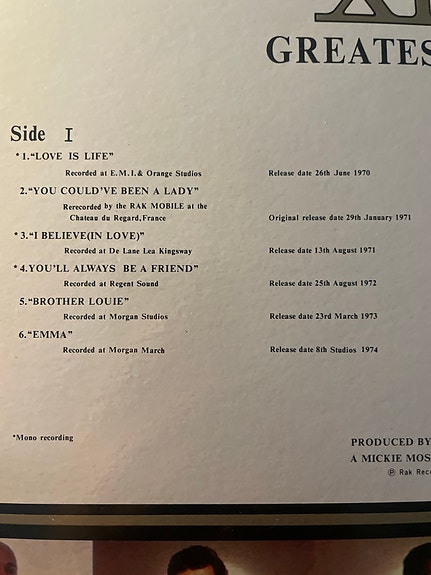 GREATES
Side I
*1."LOVE IS LIFE"
Recorded at E.M.I.& Orange Studios Release date 26th June 1970
2."YOU COULD'VE BEEN A LADY"
Rerecoreded by the RAK MOBILE at the
Chateau du Regard,France Original release date 29th January 1971
*3."I BELIEVE(IN LOVE)"
Recorded at De Lane Lea Kingsway Release date 13th August 1971
*4.YOU'LL ALWAYS BE A FRIEND"
Recorded at Regent Sound Release date 25th August 1972
5."BROTHER LOUIE"
Recorded at Morgan Studios Release date 23rd March 1973
6."EMMA"
Recorded at Morgan March Release date 8th Studios 1974
*Mono recording
PRODUCED BY
A MICKIE MOS
℗ Rak Reco